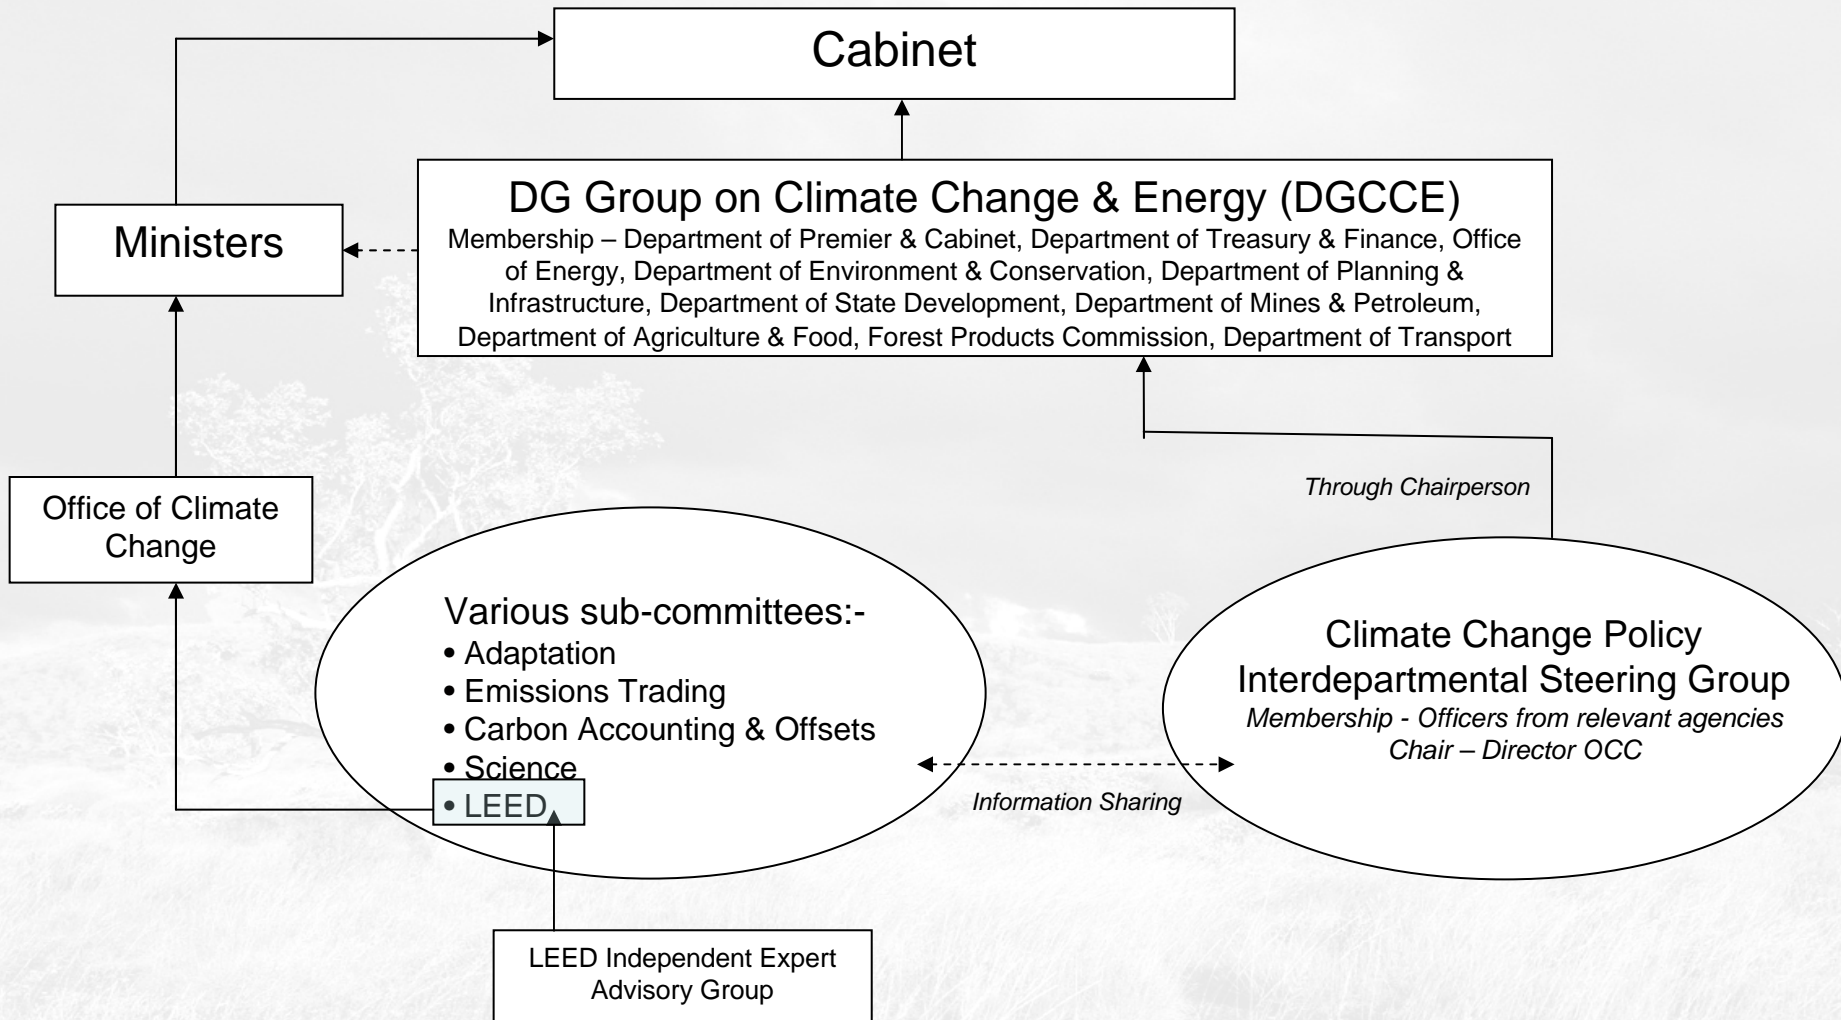 Cabinet
DG Group on Climate Change & Energy (DGCCE)
Membership – Department of Premier & Cabinet, Department of Treasury & Finance, Office
of Energy, Department of Environment & Conservation, Department of Planning &
Infrastructure, Department of State Development, Department of Mines & Petroleum,
Department of Agriculture & Food, Forest Products Commission, Department of Transport
Ministers
Through Chairperson
Office of Climate
Change
Various sub-committees:-
• Adaptation
• Emissions Trading
• Carbon Accounting & Offsets
• Science
• LEED
Climate Change Policy
Interdepartmental Steering Group
Membership - Officers from relevant agencies
Chair – Director OCC
Information Sharing
LEED Independent Expert
Advisory Group